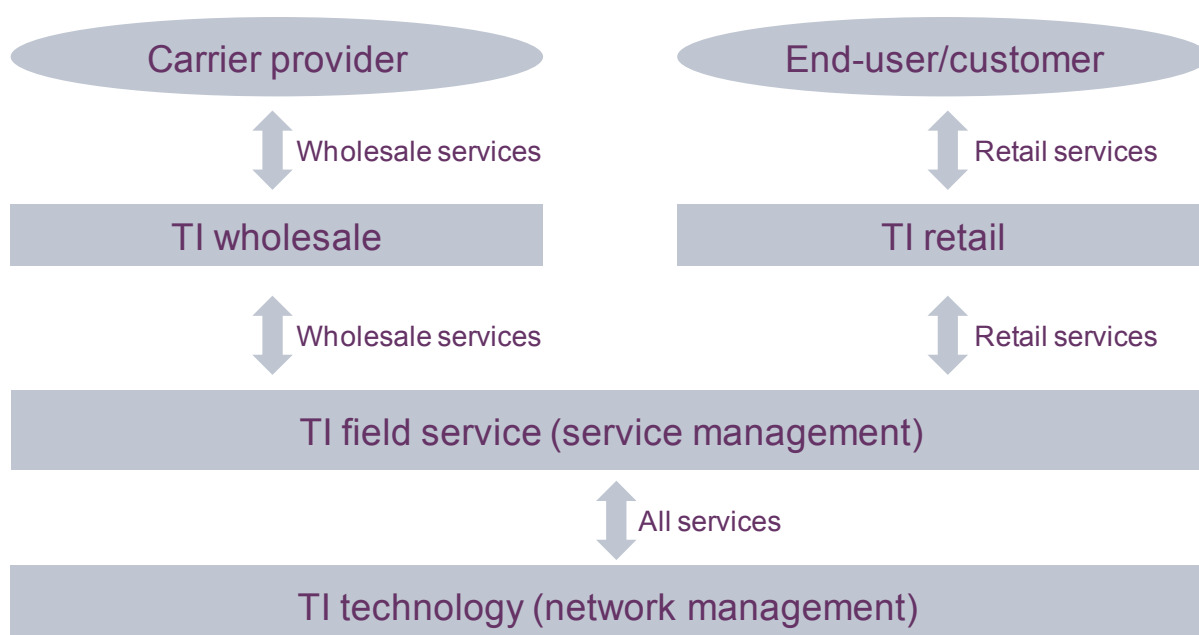 Carrier provider
End-user/customer
Wholesale services
Retail services
TI wholesale
TI retail
Wholesale services
Retail services
TI field service (service management)
All services
TI technology (network management)